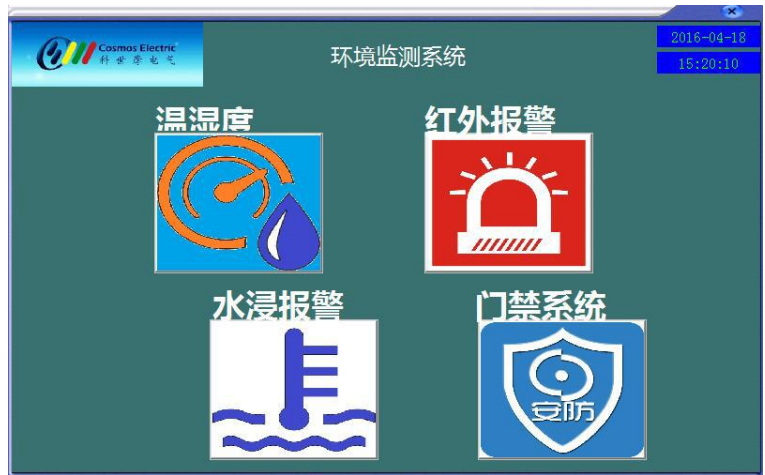 Cosmos Electric
科世孚电气
环境监测系统
2016-04-18
15:20:10
温湿度
红外报警
水浸报警
门禁系统
安防